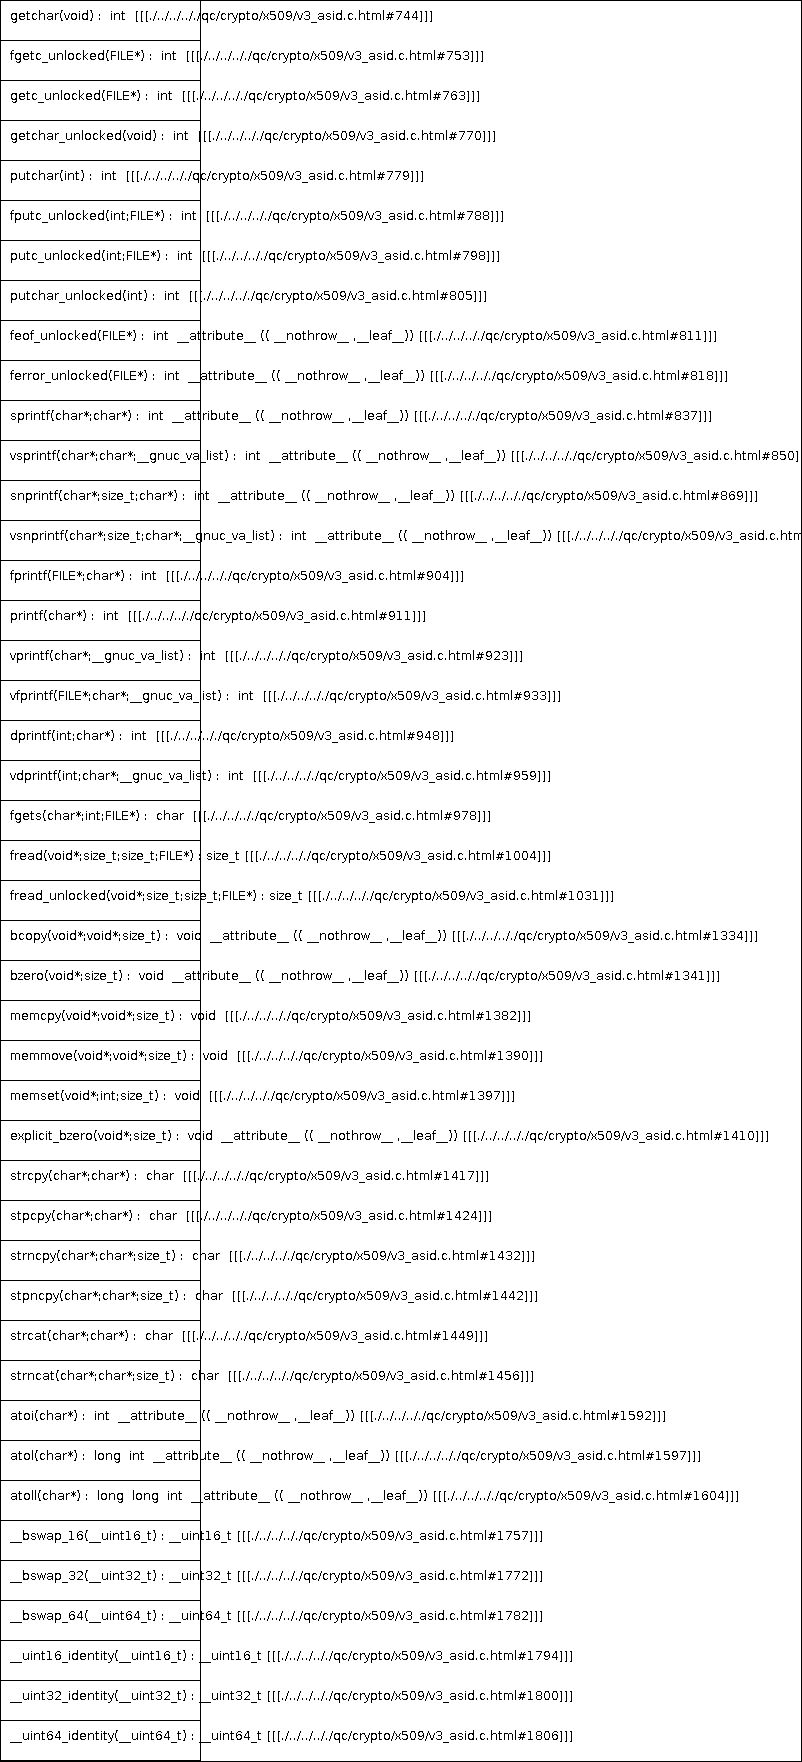 getchar(void) : int [[[./../../../../qc/crypto/x509/v3_asid.c.html#744]]]
fgetc_unlocked(FILE*) : int [[[./../../../../qc/crypto/x509/v3_asid.c.html#753]]]
getc_unlocked(FILE*) : int [[[./../../../../qc/crypto/x509/v3_asid.c.html#763]]]
getchar_unlocked(void) : int [[[./../../../../qc/crypto/x509/v3_asid.c.html#770]]]
putchar(int) : int [[[./../../../../qc/crypto/x509/v3_asid.c.html#779]]]
fputc_unlocked(int;FILE*) : int [[[./../../../../qc/crypto/x509/v3_asid.c.html#788]]]
putc_unlocked(int;FILE*) : int [[[./../../../../qc/crypto/x509/v3_asid.c.html#798]]]
putchar_unlocked(int) : int [[[./../../../../qc/crypto/x509/v3_asid.c.html#805]]]
feof_unlocked(FILE*) : int __attribute__ (( __nothrow__ ,__leaf__)) [[[./../../../../qc/crypto/x509/v3_asid.c.html#811]]]
ferror_unlocked(FILE*) : int __attribute__ (( __nothrow__ ,__leaf__)) [[[./../../../../qc/crypto/x509/v3_asid.c.html#818]]]
sprintf(char*;char*) : int __attribute__ (( __nothrow__ ,__leaf__)) [[[./../../../../qc/crypto/x509/v3_asid.c.html#837]]]
vsprintf(char*;char*;__gnuc_va_list) : int __attribute__ (( __nothrow__ ,__leaf__)) [[[./../../../../qc/crypto/x509/v3_asid.c.html#850]
snprintf(char*;size_t;char*) : int __attribute__ (( __nothrow__ ,__leaf__)) [[[./../../../../qc/crypto/x509/v3_asid.c.html#869]]]
vsnprintf(char*;size_t;char*;__gnuc_va_list) : int __attribute__ (( __nothrow__ ,__leaf__)) [[[./../../../../qc/crypto/x509/v3_asid.c.htm
fprintf(FILE*;char*) : int [[[./../../../../qc/crypto/x509/v3_asid.c.html#904]]]
printf(char*) : int [[[./../../../../qc/crypto/x509/v3_asid.c.html#911]]]
vprintf(char*;__gnuc_va_list) : int [[[./../../../../qc/crypto/x509/v3_asid.c.html#923]]]
vfprintf(FILE*;char*;__gnuc_va_list) : int [[[./../../../../qc/crypto/x509/v3_asid.c.html#933]]]
dprintf(int;char*) : int [[[./../../../../qc/crypto/x509/v3_asid.c.html#948]]]
vdprintf(int;char*;__gnuc_va_list) : int [[[./../../../../qc/crypto/x509/v3_asid.c.html#959]]]
fgets(char*;int;FILE*) : char [[[./../../../../qc/crypto/x509/v3_asid.c.html#978]]]
fread(void*;size_t;size_t;FILE*) : size_t [[[./../../../../qc/crypto/x509/v3_asid.c.html#1004]]]
fread_unlocked(void*;size_t;size_t;FILE*) : size_t [[[./../../../../qc/crypto/x509/v3_asid.c.html#1031]]]
bcopy(void*;void*;size_t) : void __attribute__ (( __nothrow__ ,__leaf__)) [[[./../../../../qc/crypto/x509/v3_asid.c.html#1334]]]
bzero(void*;size_t) : void __attribute__ (( __nothrow__ ,__leaf__)) [[[./../../../../qc/crypto/x509/v3_asid.c.html#1341]]]
memcpy(void*;void*;size_t) : void [[[./../../../../qc/crypto/x509/v3_asid.c.html#1382]]]
memmove(void*;void*;size_t) : void [[[./../../../../qc/crypto/x509/v3_asid.c.html#1390]]]
memset(void*;int;size_t) : void [[[./../../../../qc/crypto/x509/v3_asid.c.html#1397]]]
explicit_bzero(void*;size_t) : void __attribute__ (( __nothrow__ ,__leaf__)) [[[./../../../../qc/crypto/x509/v3_asid.c.html#1410]]]
strcpy(char*;char*) : char [[[./../../../../qc/crypto/x509/v3_asid.c.html#1417]]]
stpcpy(char*;char*) : char [[[./../../../../qc/crypto/x509/v3_asid.c.html#1424]]]
strncpy(char*;char*;size_t) : char [[[./../../../../qc/crypto/x509/v3_asid.c.html#1432]]]
stpncpy(char*;char*;size_t) : char [[[./../../../../qc/crypto/x509/v3_asid.c.html#1442]]]
strcat(char*;char*) : char [[[./../../../../qc/crypto/x509/v3_asid.c.html#1449]]]
strncat(char*;char*;size_t) : char [[[./../../../../qc/crypto/x509/v3_asid.c.html#1456]]]
atoi(char*) : int __attribute__ (( __nothrow__ ,__leaf__)) [[[./../../../../qc/crypto/x509/v3_asid.c.html#1592]]]
atol(char*) : long int __attribute__ (( __nothrow__ ,__leaf__)) [[[./../../../../qc/crypto/x509/v3_asid.c.html#1597]]]
atoll(char*) : long long int __attribute__ (( __nothrow__ ,__leaf__)) [[[./../../../../qc/crypto/x509/v3_asid.c.html#1604]]]
__bswap_16(__uint16_t) : __uint16_t [[[./../../../../qc/crypto/x509/v3_asid.c.html#1757]]]
__bswap_32(__uint32_t) : __uint32_t [[[./../../../../qc/crypto/x509/v3_asid.c.html#1772]]]
__bswap_64(__uint64_t) : __uint64_t [[[./../../../../qc/crypto/x509/v3_asid.c.html#1782]]]
__uint16_identity(__uint16_t) : __uint16_t [[[./../../../../qc/crypto/x509/v3_asid.c.html#1794]]]
__uint32_identity(__uint32_t) : __uint32_t [[[./../../../../qc/crypto/x509/v3_asid.c.html#1800]]]
__uint64_identity(__uint64_t) : __uint64_t [[[./../../../../qc/crypto/x509/v3_asid.c.html#1806]]]